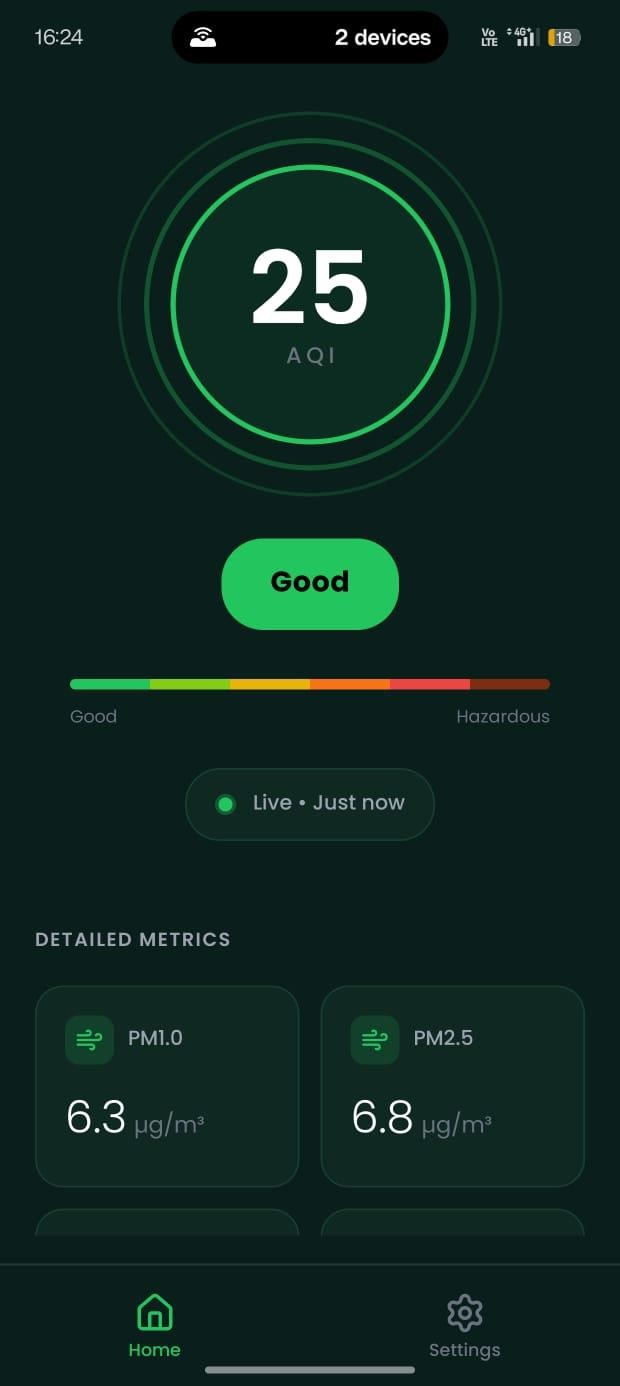 16:24
2 devices
Vo
LTE
4G+
18
25
AQI
Good
Good
Hazardous
Live • Just now
DETAILED METRICS
PM1.0
PM2.5
6.3 µg/m³
6.8 µg/m³
Home
Settings